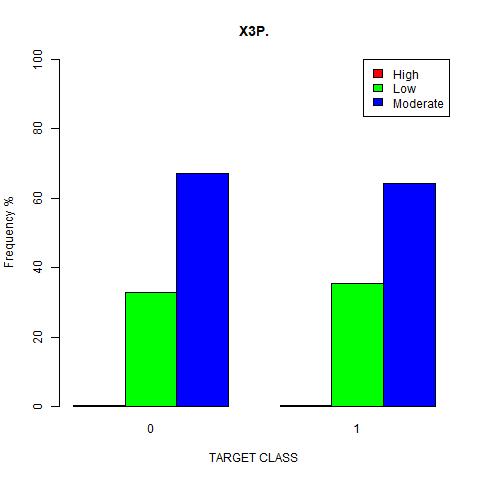 X3P.
High
Low
Moderate
Frequency %
100
80
60
40
20
0
0 1
TARGET CLASS